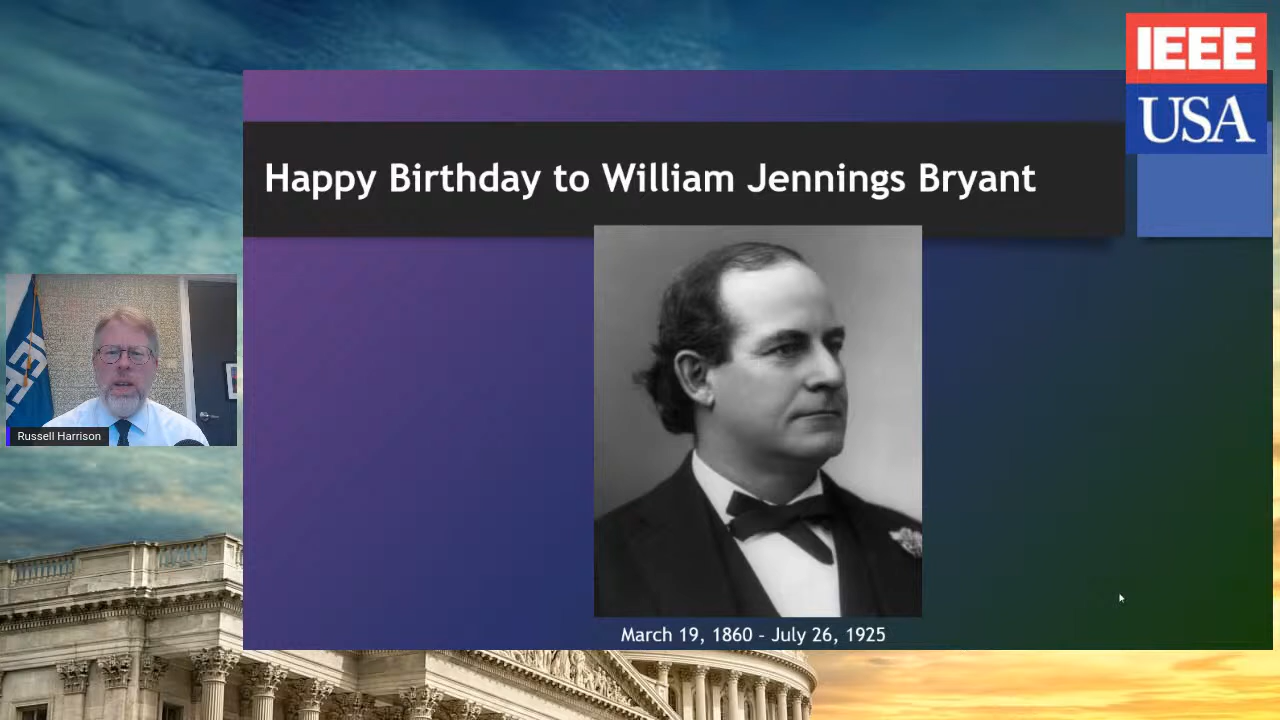 IEEE
USA
Happy Birthday to William Jennings Bryant
Russell Harrison
March 19, 1860 - July 26, 1925